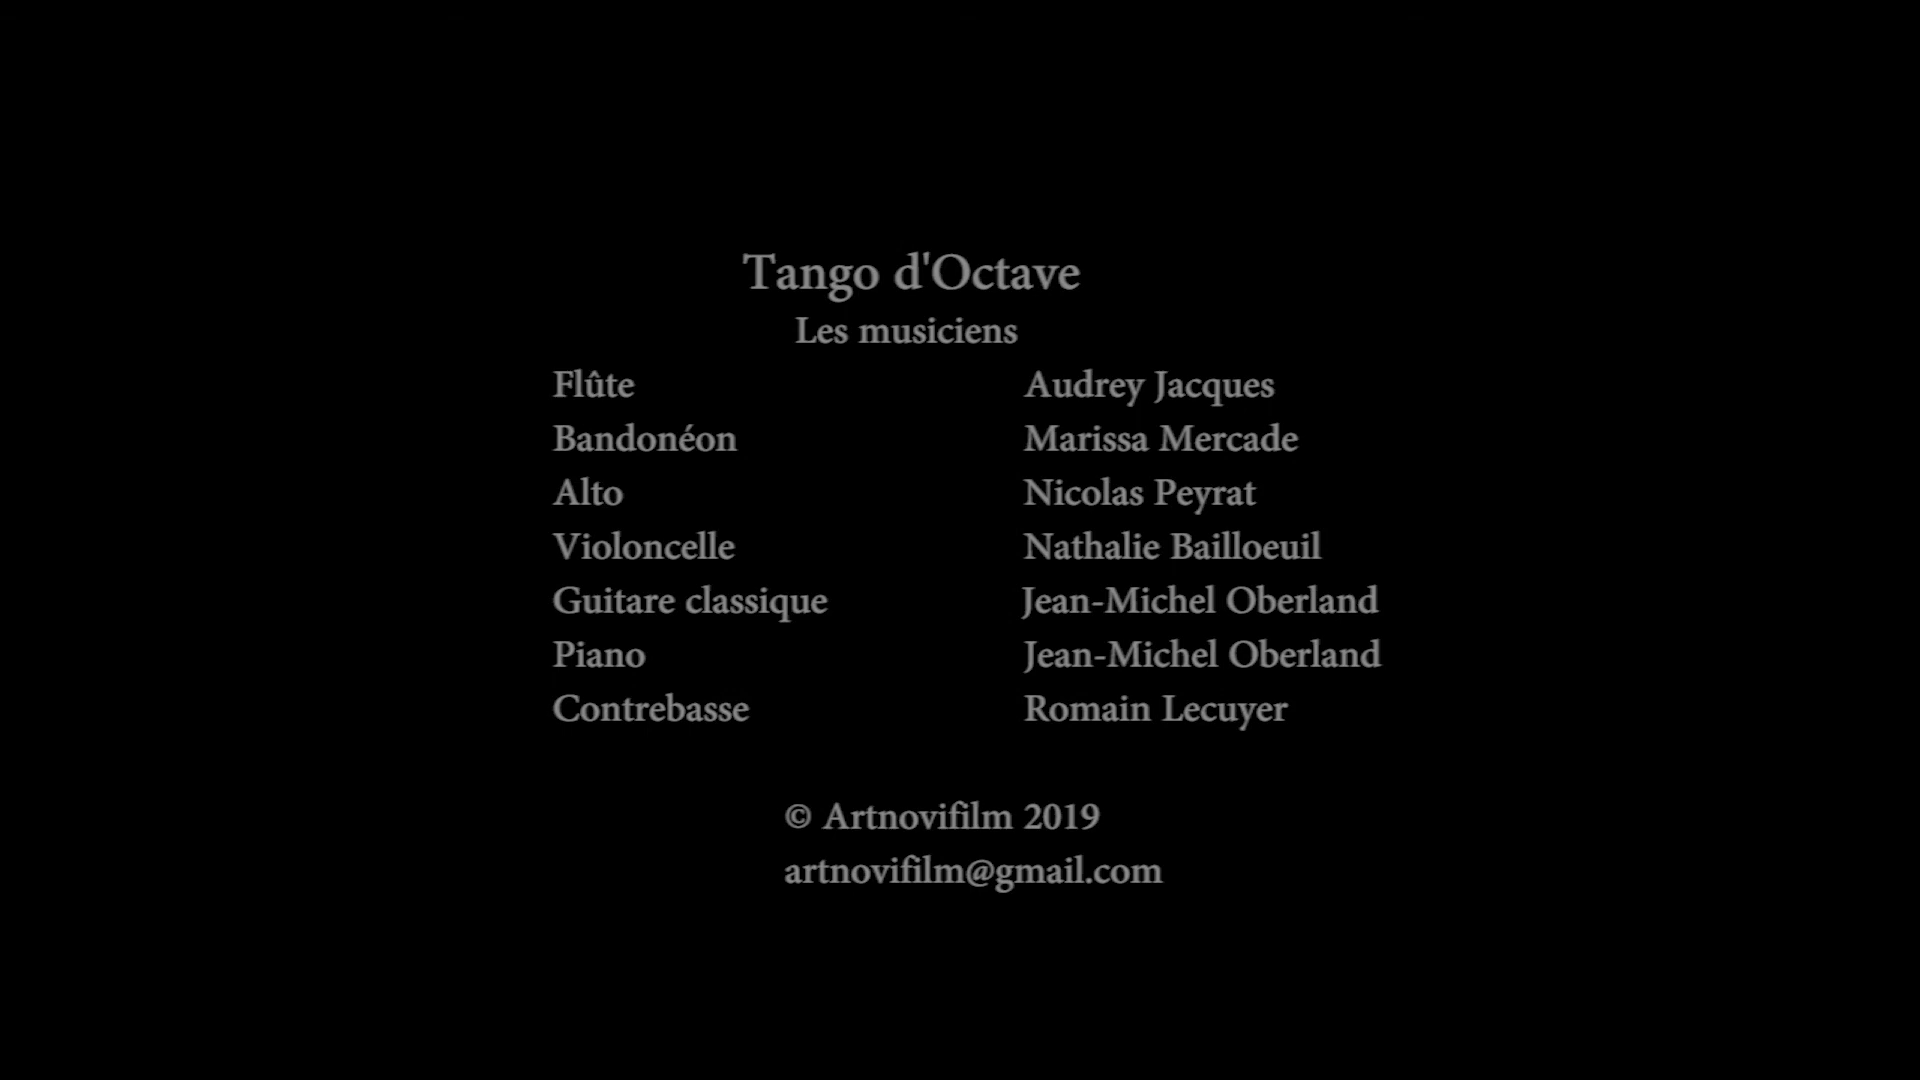 Tango d'Octave
Les musiciens
Flûte Audrey Jacques
Bandonéon Marissa Mercade
Alto Nicolas Peyrat
Violoncelle Nathalie Bailloeuil
Guitare classique Jean-Michel Oberland
Piano Jean-Michel Oberland
Contrebasse Romain Lecuyer
© Artnovifilm 2019
artnovifilm@gmail.com